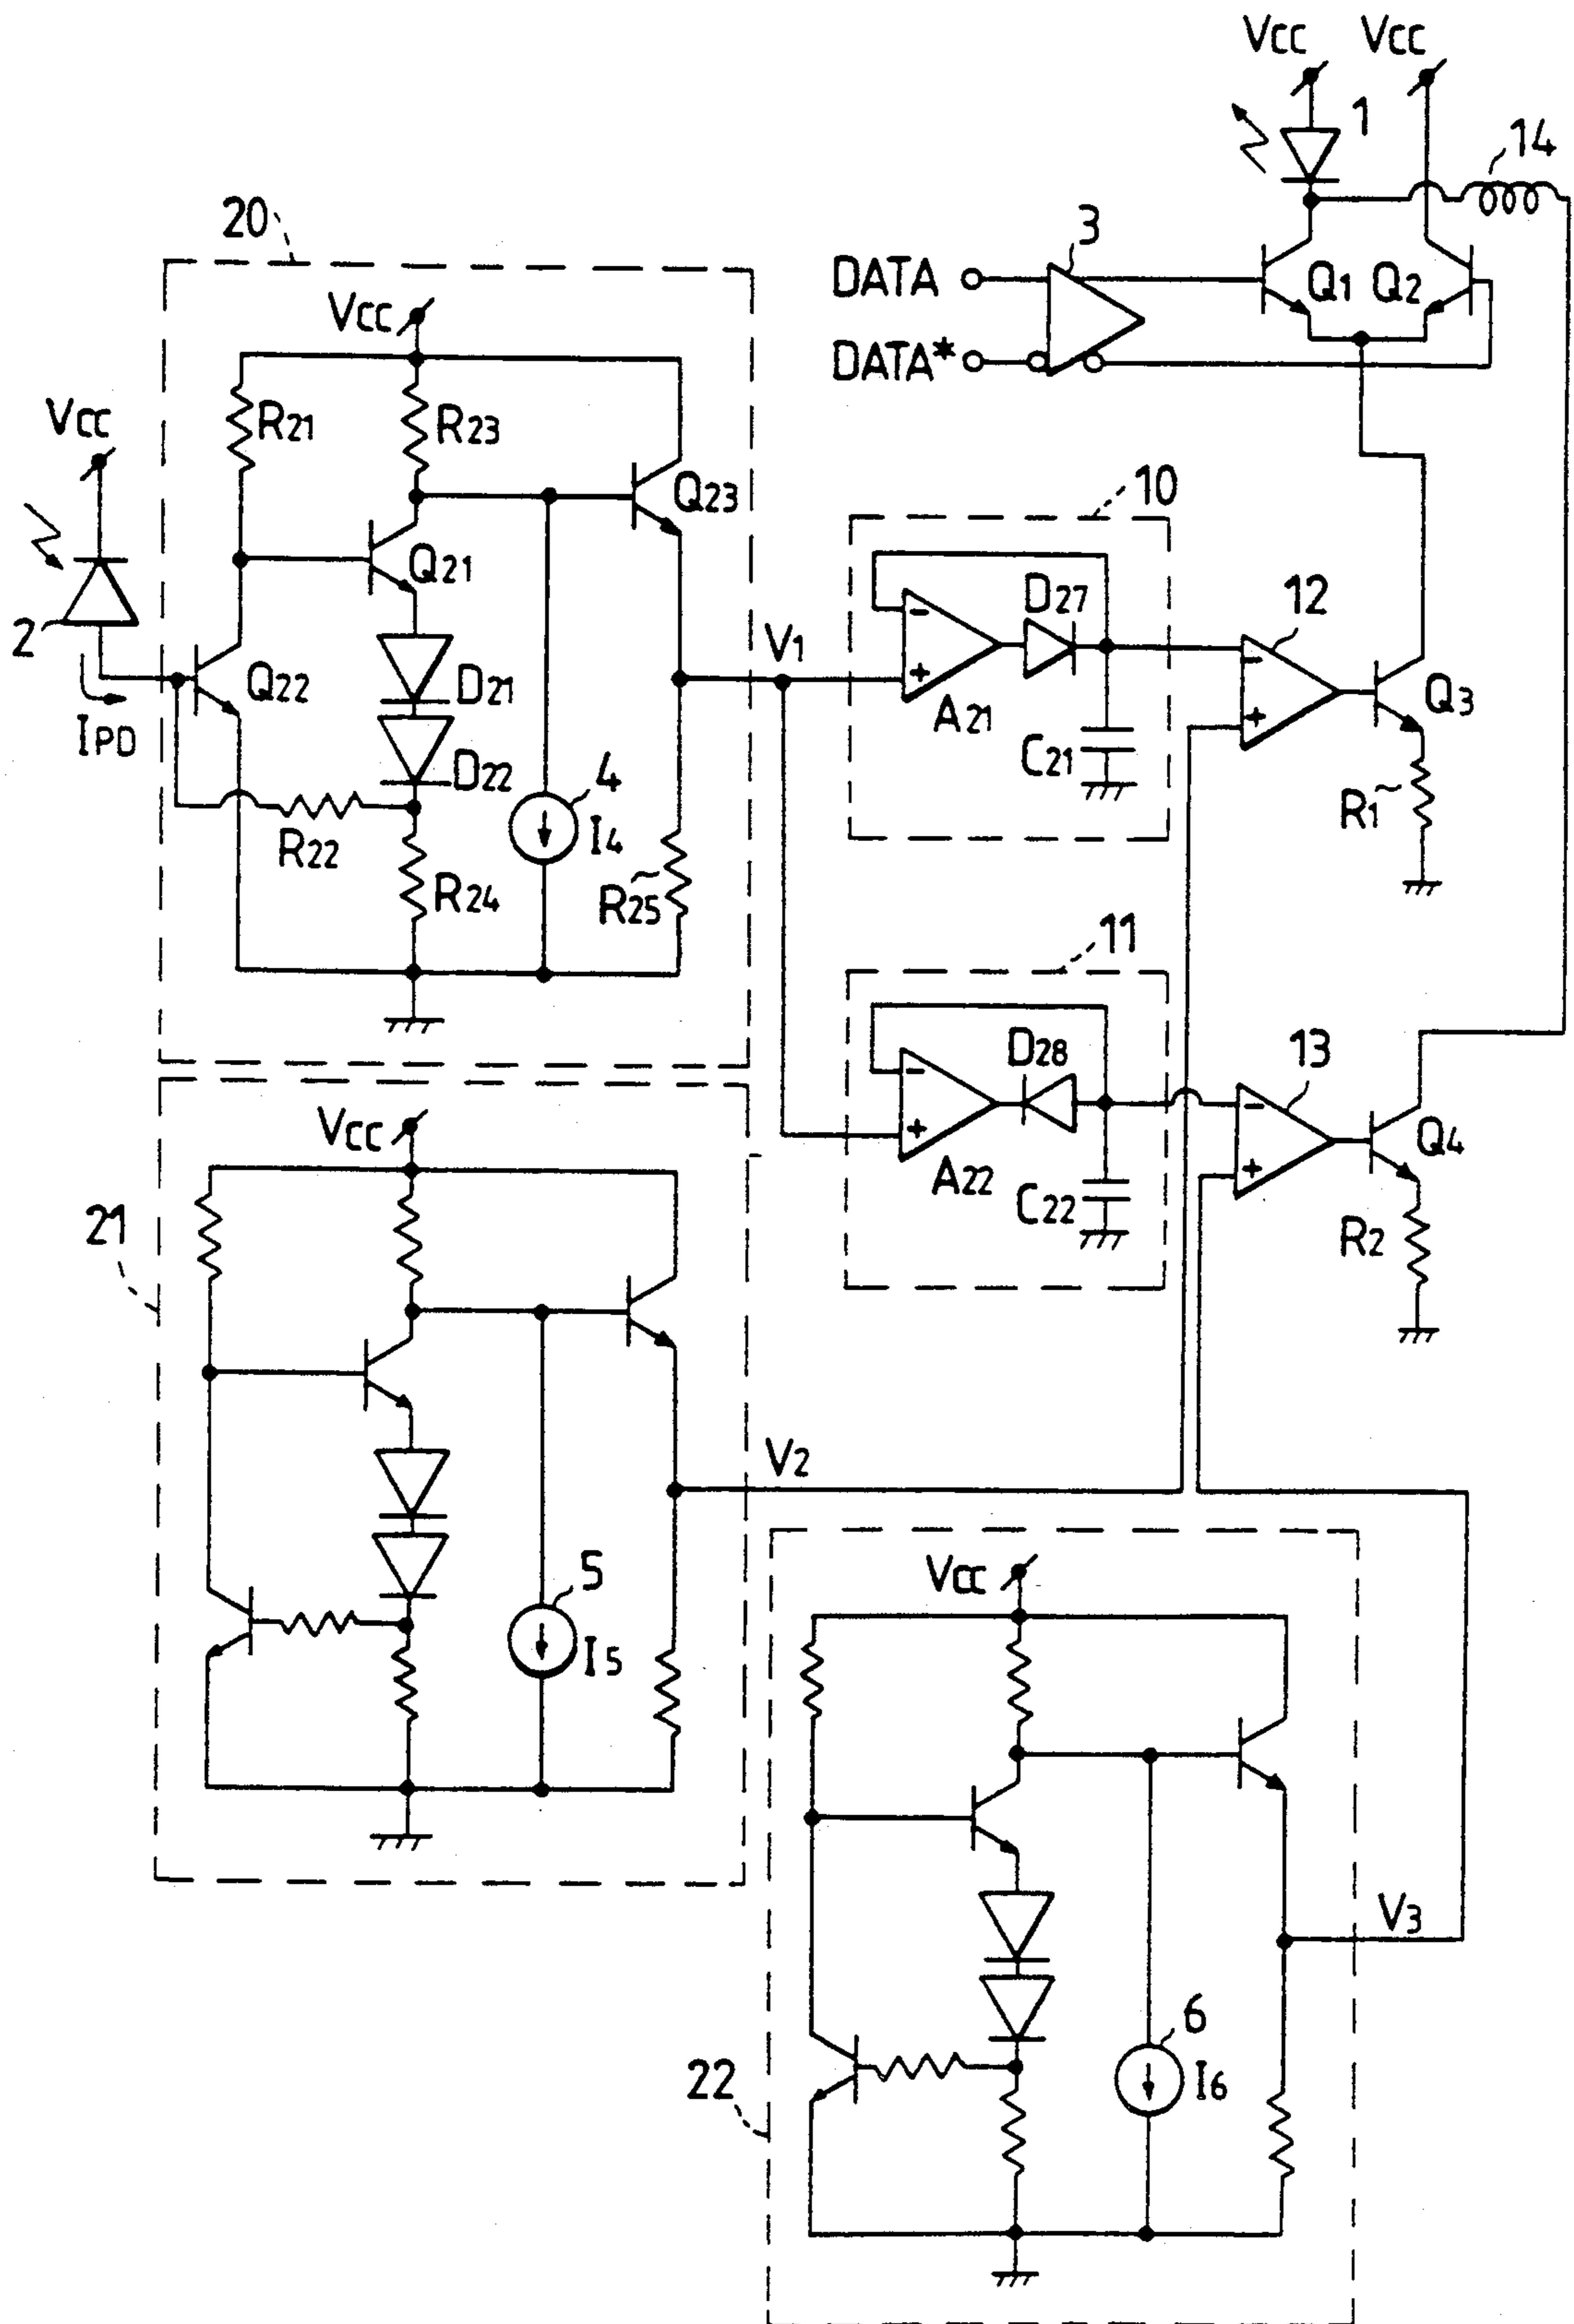 VCC VCC
1
14
20
3
DATA
Q1 Q2
VCC
DATA*
R21 R23
VCC
10
Q23
Q21
D27
12
2
V1
-
-
Q22
D21
+
Q3
IPD
A21
+
D22
4
C21
R1
I4
R22
R24
R25
11
D28
13
VCC
-
-
Q4
+
A22
+
21
C22
R2
V2
5
VCC
I5
V3
6
22
I6